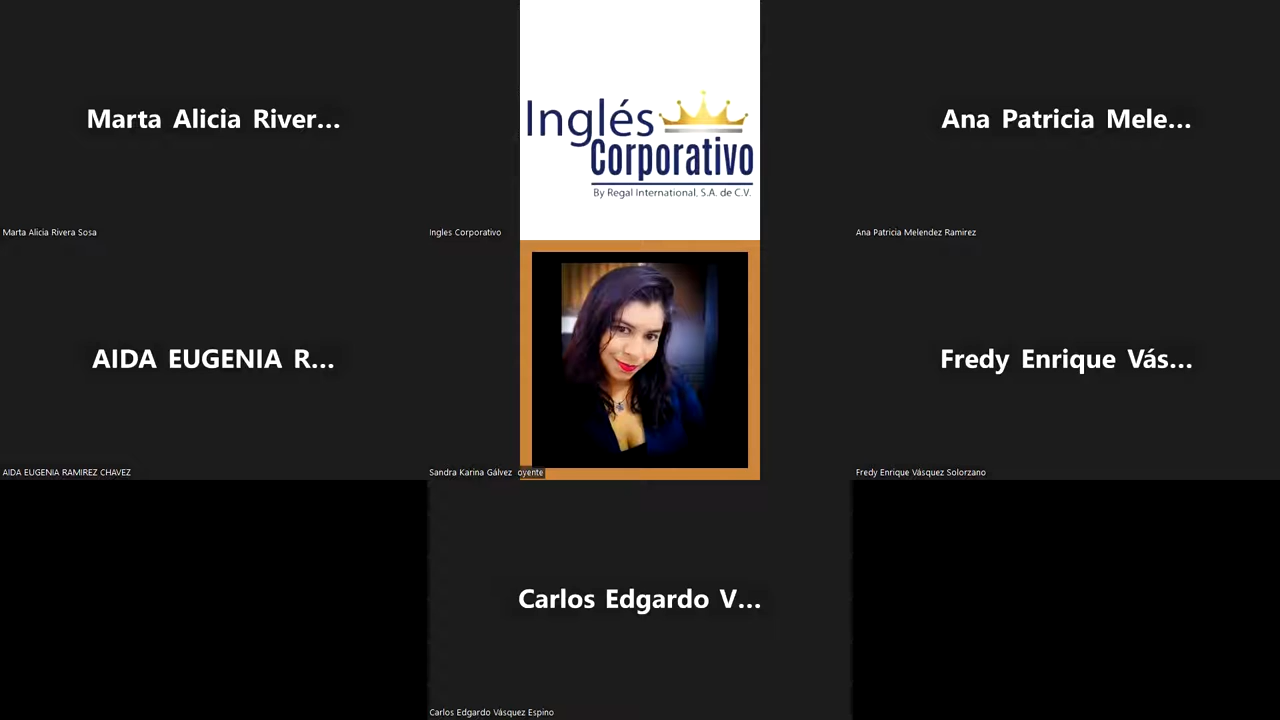 Marta Alicia River...
Inglés
Corporativo
By Regal International, S.A. de C.V.
Ana Patricia Mele...
Marta Alicia Rivera Sosa
Ingles Corporativo
Ana Patricia Melendez Ramirez
AIDA EUGENIA R...
Fredy Enrique Vás...
AIDA EUGENIA RAMIREZ CHAVEZ
Sandra Karina Gálvez oyente
Fredy Enrique Vásquez Solorzano
Carlos Edgardo V...
Carlos Edgardo Vásquez Espino